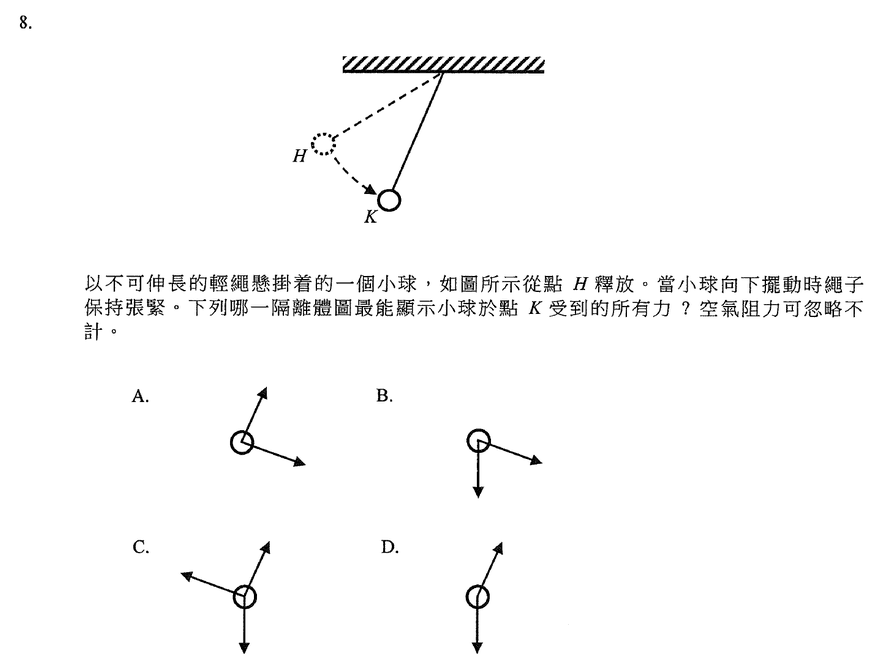 8.
H
K
以不可伸長的輕繩懸掛着的一個小球，如圖所示從點 H 釋放。當小球向下擺動時繩子
保持張緊。下列哪一隔離體圖最能顯示小球於點 K 受到的所有力？空氣阻力可忽略不
計。
A.
B.
C.
D.